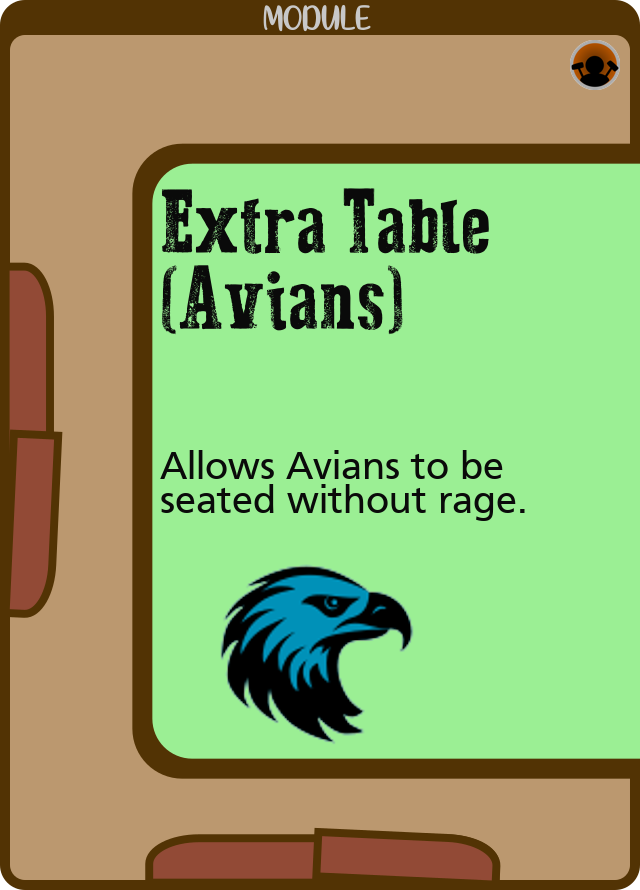 MODULE
Extra Table
(Avians)
Allows Avians to be
seated without rage.